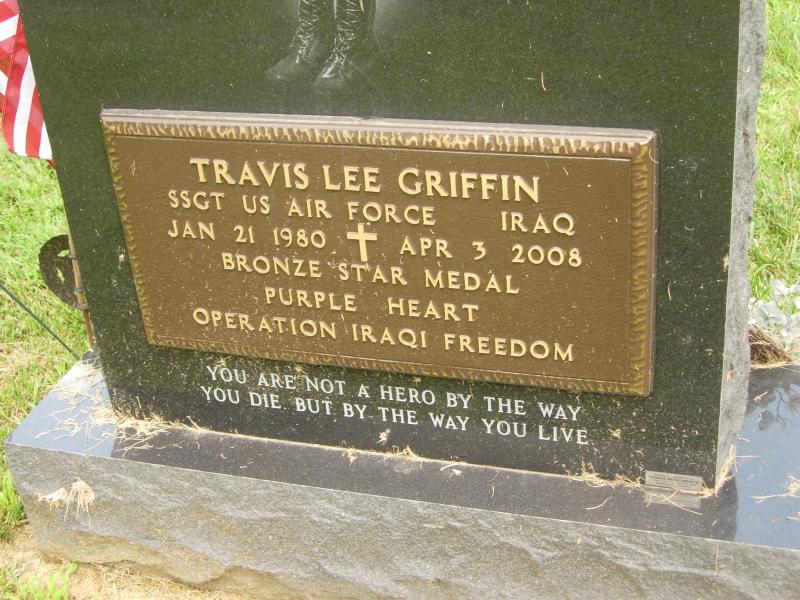 TRAVIS LEE GRIFFIN
SSGT US AIR FORCE IRAQ
JAN 21 1980 ✝ APR 3 2008
BRONZE STAR MEDAL
PURPLE HEART
OPERATION IRAQI FREEDOM
YOU ARE NOT A HERO BY THE WAY
YOU DIE. BUT BY THE WAY YOU LIVE.